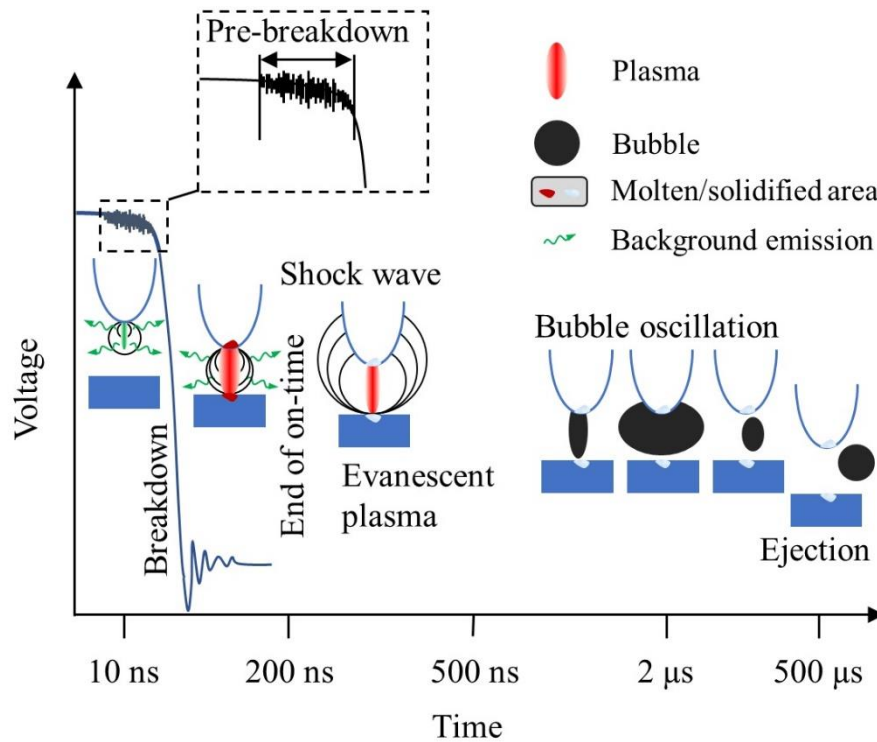 Pre-breakdown
Plasma
Bubble
Molten/solidified area
Background emission
Shock wave
Bubble oscillation
Voltage
Breakdown
End of on-time
Evanescent
plasma
Ejection
10 ns
200 ns
500 ns
2 μs
500 μs
Time